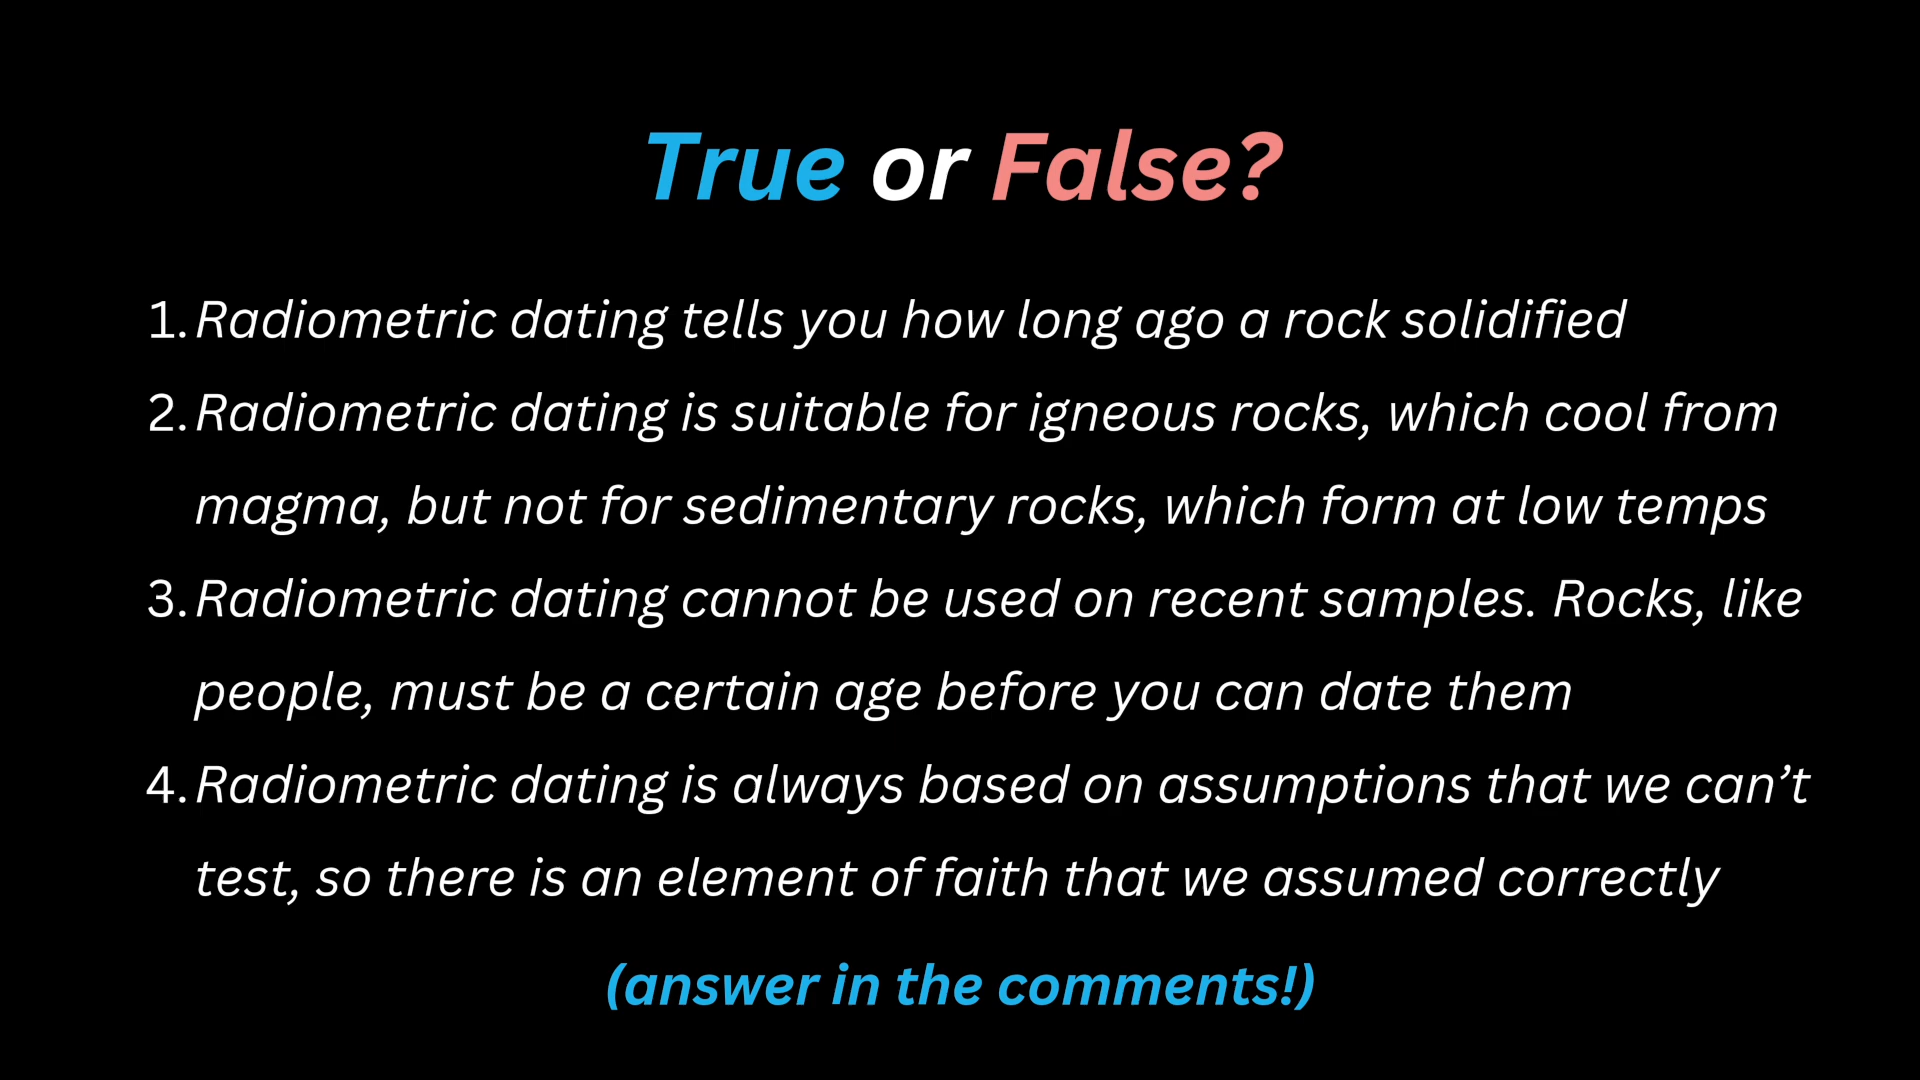 True or False?
1. Radiometric dating tells you how long ago a rock solidified
2. Radiometric dating is suitable for igneous rocks, which cool from
magma, but not for sedimentary rocks, which form at low temps
3. Radiometric dating cannot be used on recent samples. Rocks, like
people, must be a certain age before you can date them
4. Radiometric dating is always based on assumptions that we can’t
test, so there is an element of faith that we assumed correctly
(answer in the comments!)